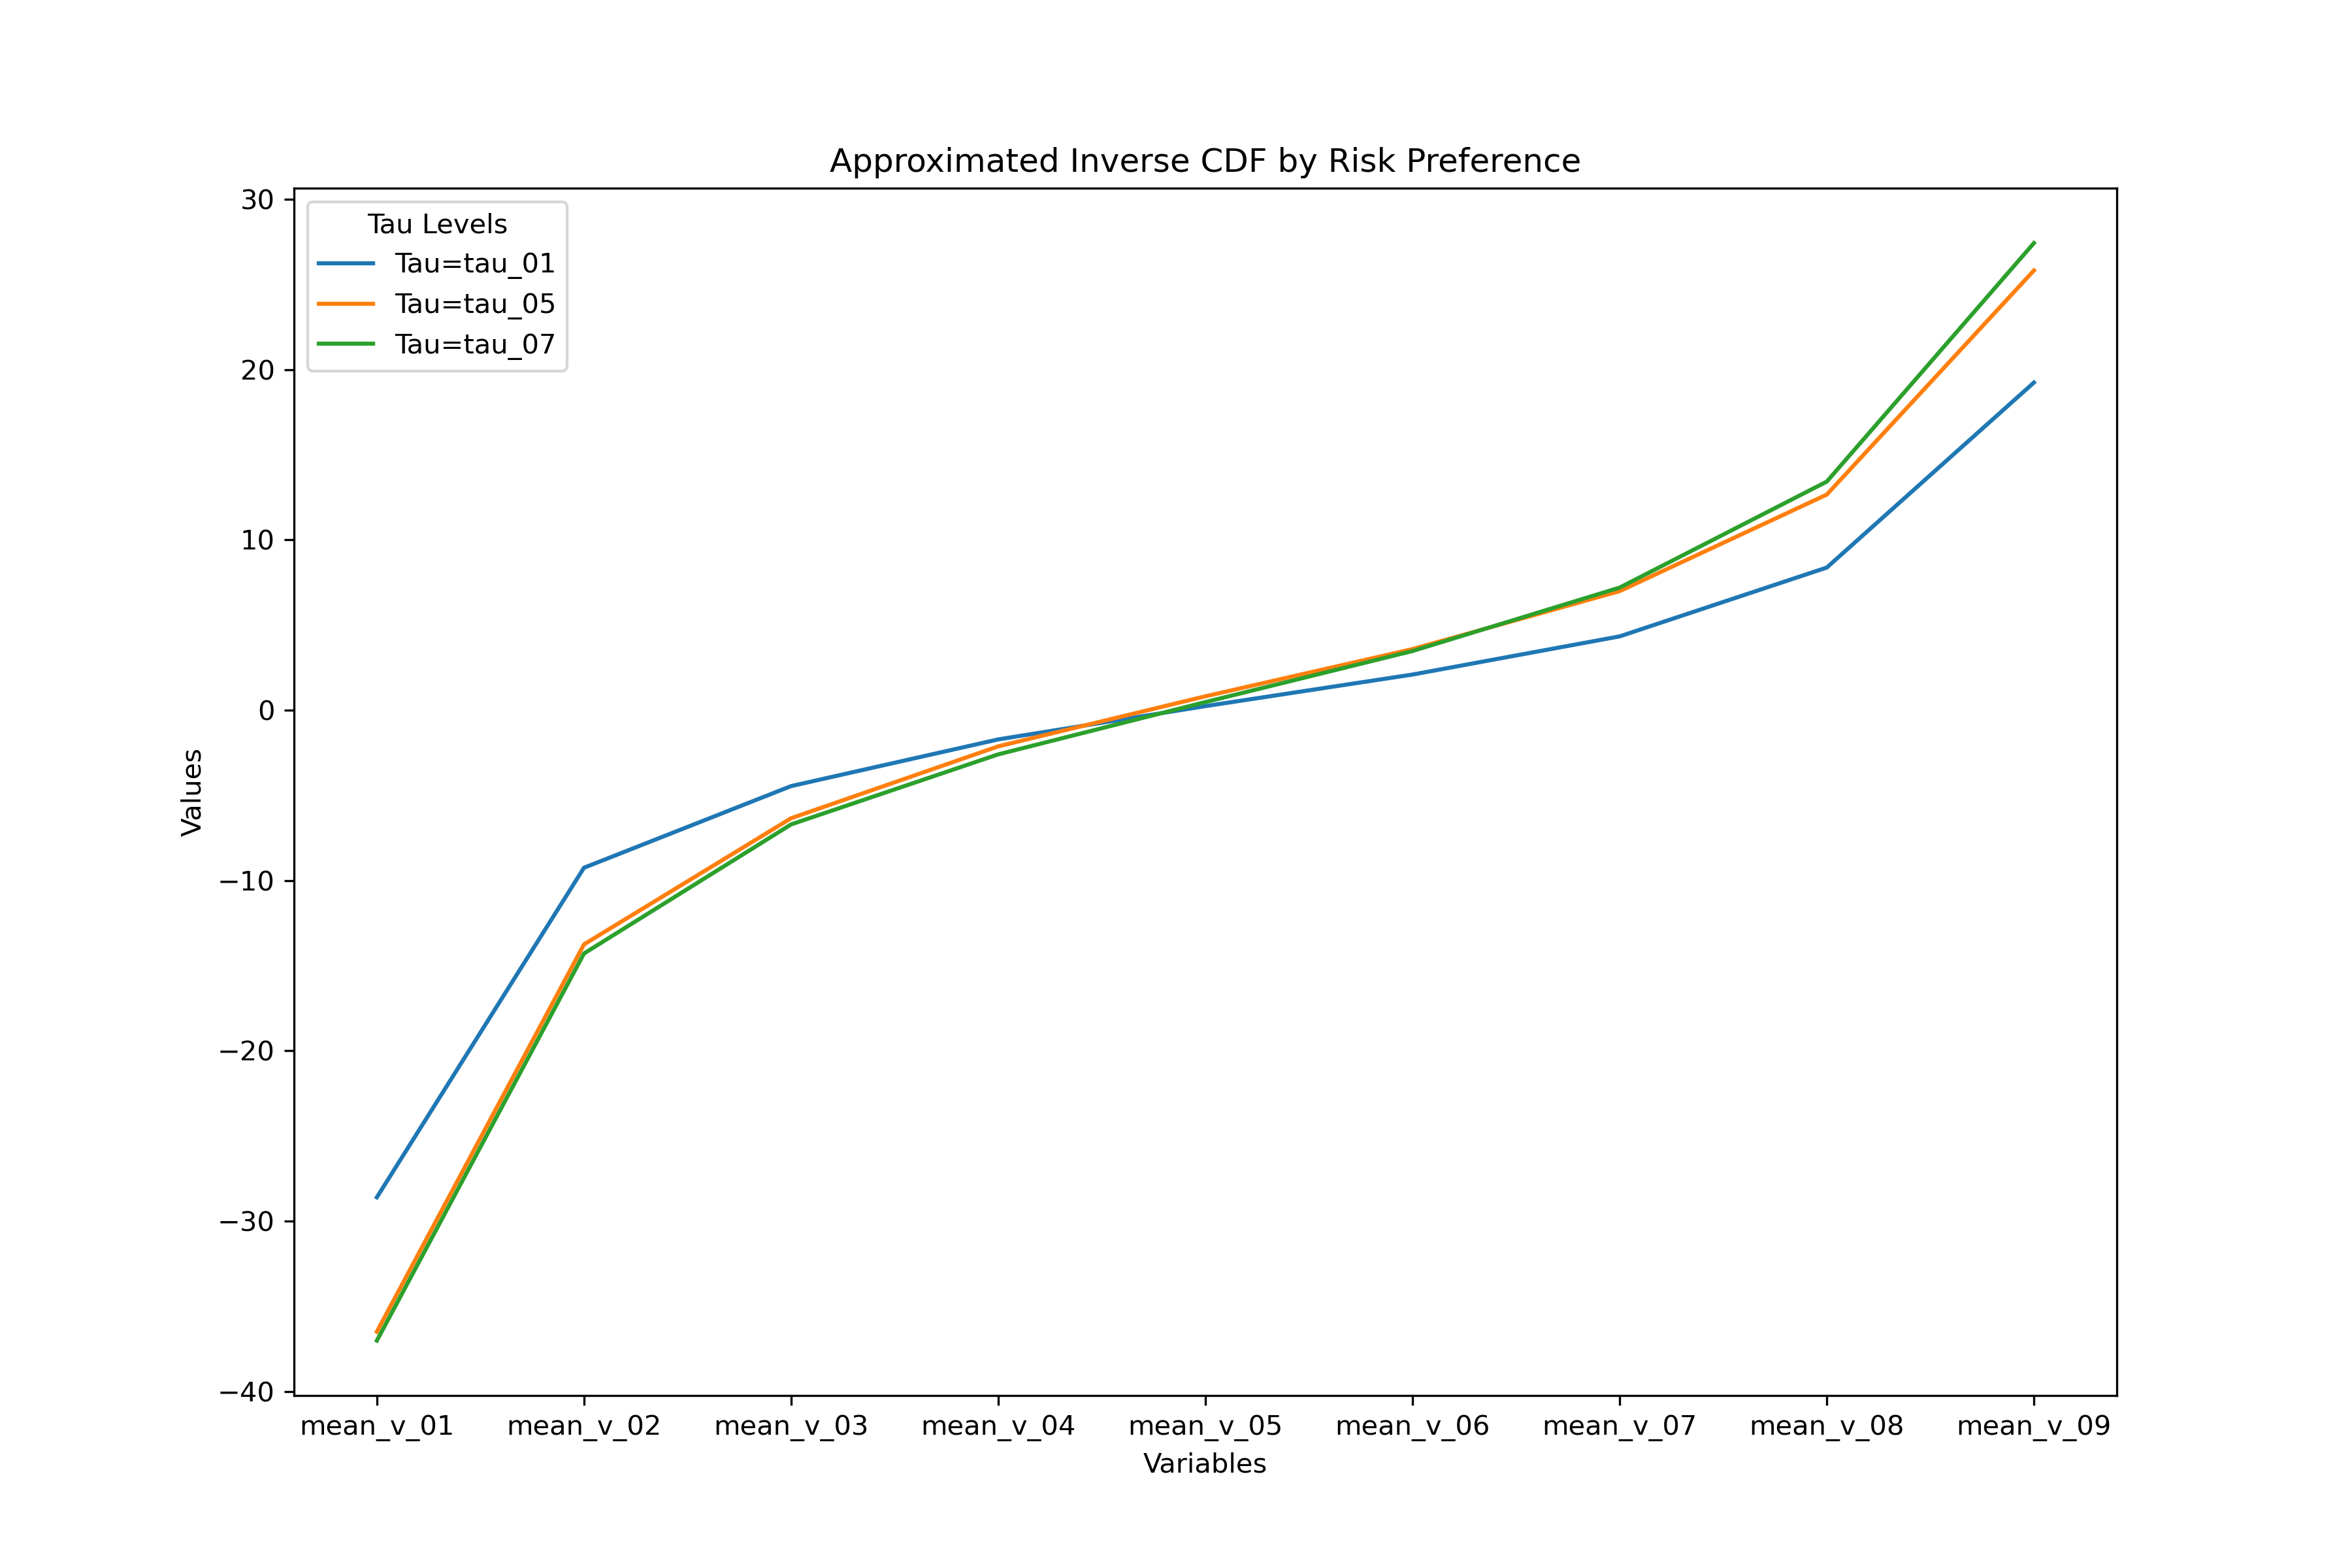 Approximated Inverse CDF by Risk Preference
Tau Levels
Tau=tau_01
Tau=tau_05
Tau=tau_07
30
20
10
0
−10
−20
−30
−40
Values
mean_v_01 mean_v_02 mean_v_03 mean_v_04 mean_v_05 mean_v_06 mean_v_07 mean_v_08 mean_v_09
Variables